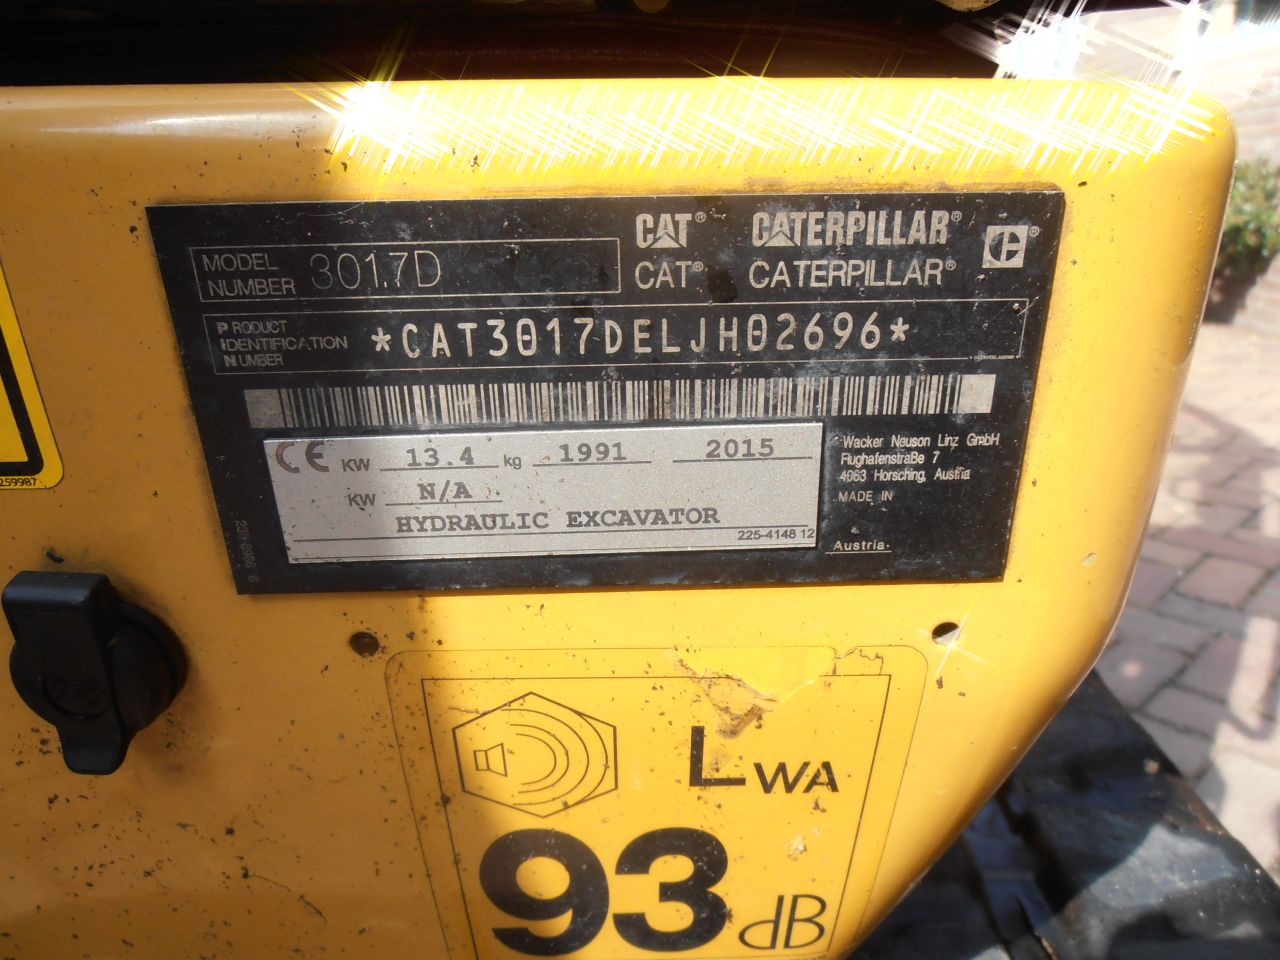 CAT® CATERPILLAR®
CAT® CATERPILLAR®
MODEL NUMBER 301.7D
PRODUCT IDENTIFICATION NUMBER *CAT3017DELJH02696*
CE KW 13.4 kg 1991 2015
KW N/A
HYDRAULIC EXCAVATOR
225-4148 12
Wacker Neuson Linz GmbH
Flughafenstraße 7
4063 Horsching, Austria
MADE IN
Austria
259987
LWA
93 dB